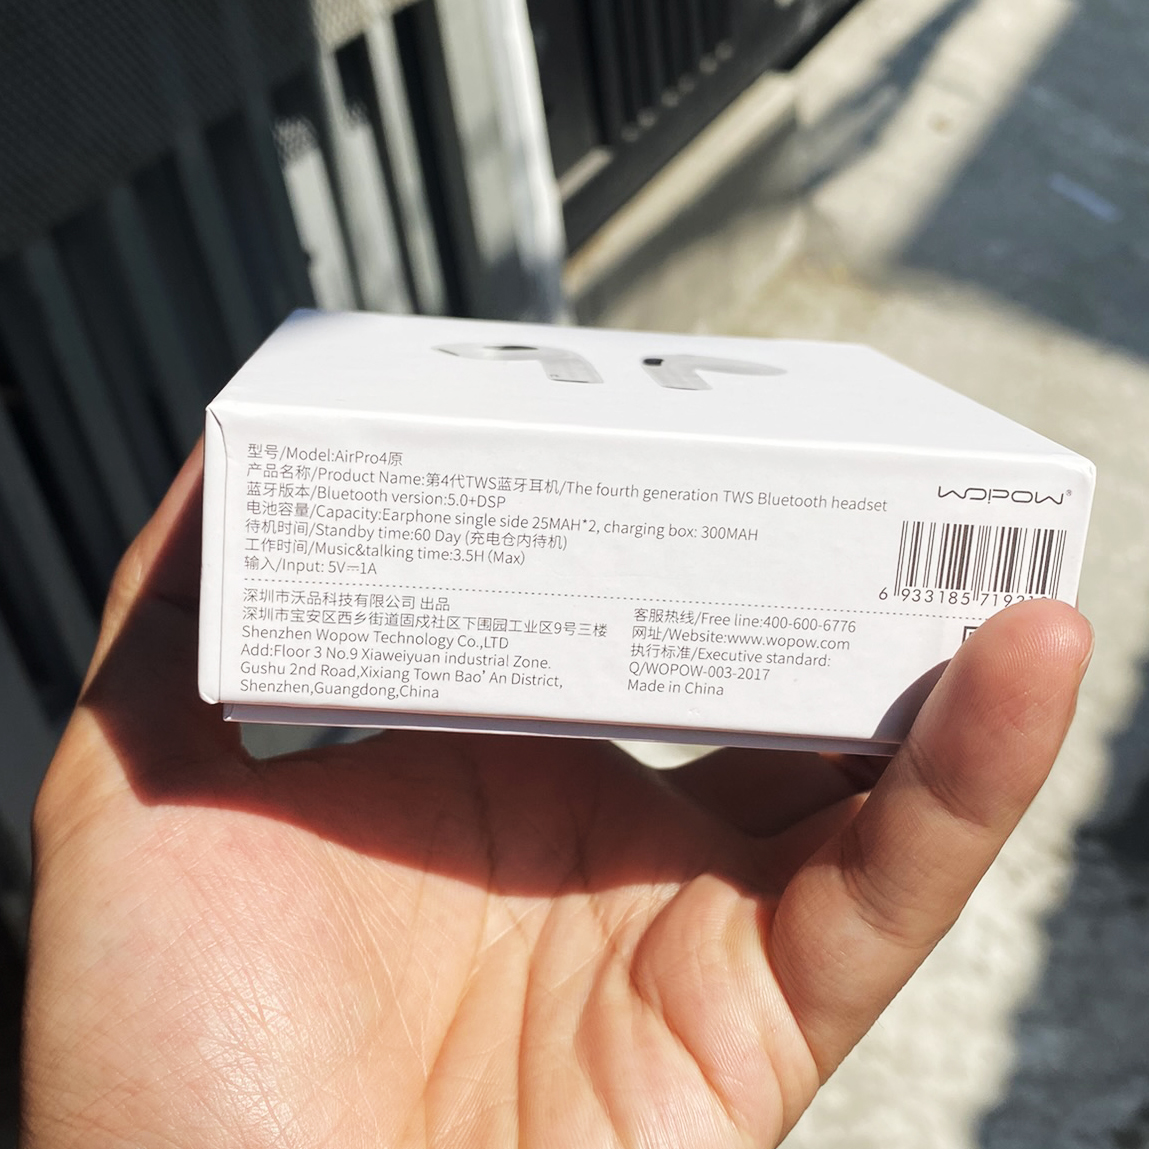 型号/Model:AirPro4原
产品名称/Product Name:第4代TWS蓝牙耳机/The fourth generation TWS Bluetooth headset
蓝牙版本/Bluetooth version:5.0+DSP
电池容量/Capacity:Earphone single side 25MAH*2, charging box: 300MAH
待机时间/Standby time:60 Day (充电仓内待机)
工作时间/Music&talking time:3.5H (Max)
输入/Input: 5V⎓1A
WOPOW®
6 933185 719
深圳市沃品科技有限公司 出品
深圳市宝安区西乡街道固戍社区下围园工业区9号三楼
Shenzhen Wopow Technology Co.,LTD
Add:Floor 3 No.9 Xiaweiyuan industrial Zone.
Gushu 2nd Road,Xixiang Town Bao' An District,
Shenzhen,Guangdong,China
客服热线/Free line:400-600-6776
网址/Website:www.wopow.com
执行标准/Executive standard:
Q/WOPOW-003-2017
Made in China